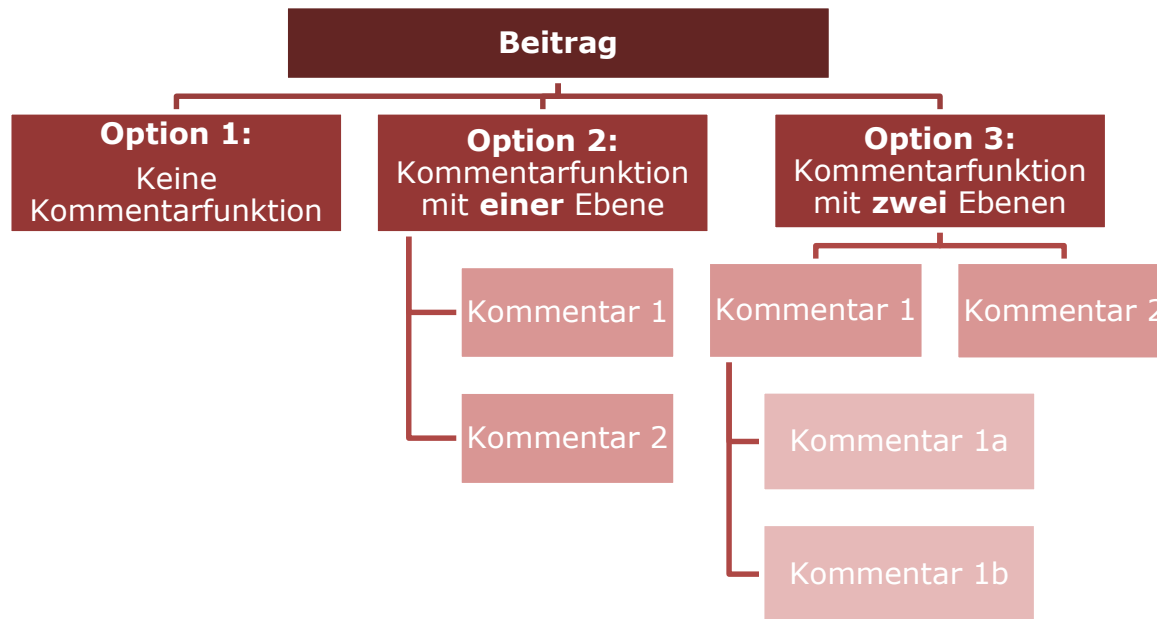 Beitrag
Option 1:
Keine
Kommentarfunktion
Option 2:
Kommentarfunktion
mit einer Ebene
Kommentar 1
Kommentar 2
Option 3:
Kommentarfunktion
mit zwei Ebenen
Kommentar 1
Kommentar 2
Kommentar 1a
Kommentar 1b